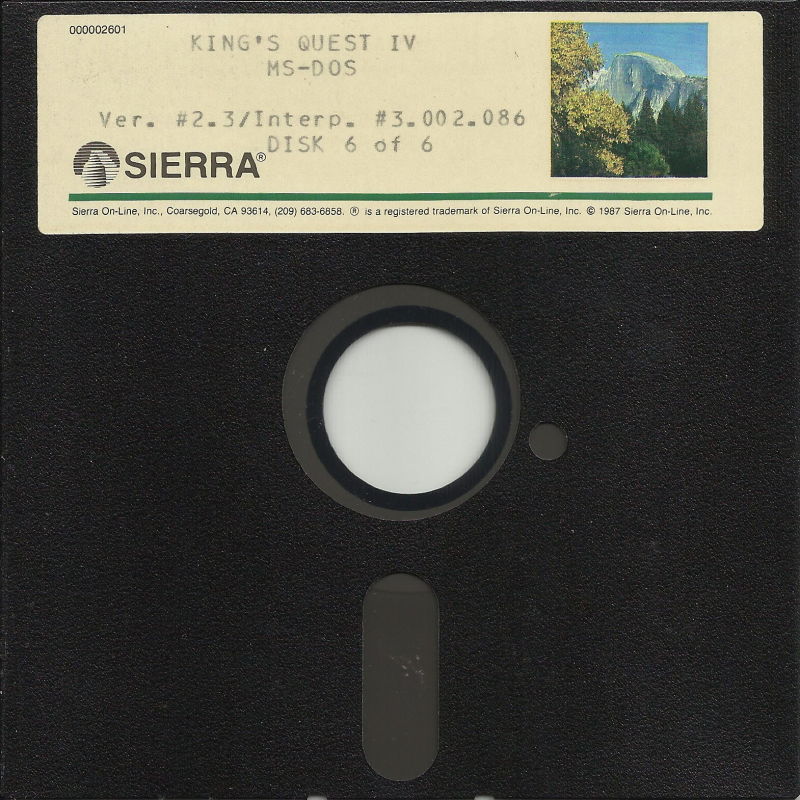 000002601
KING'S QUEST IV
MS-DOS
Ver. #2.3/Interp. #3.002.086
DISK 6 of 6
SIERRA®
Sierra On-Line, Inc., Coarsegold, CA 93614, (209) 683-6858. ® is a registered trademark of Sierra On-Line, Inc. © 1987 Sierra On-Line, Inc.